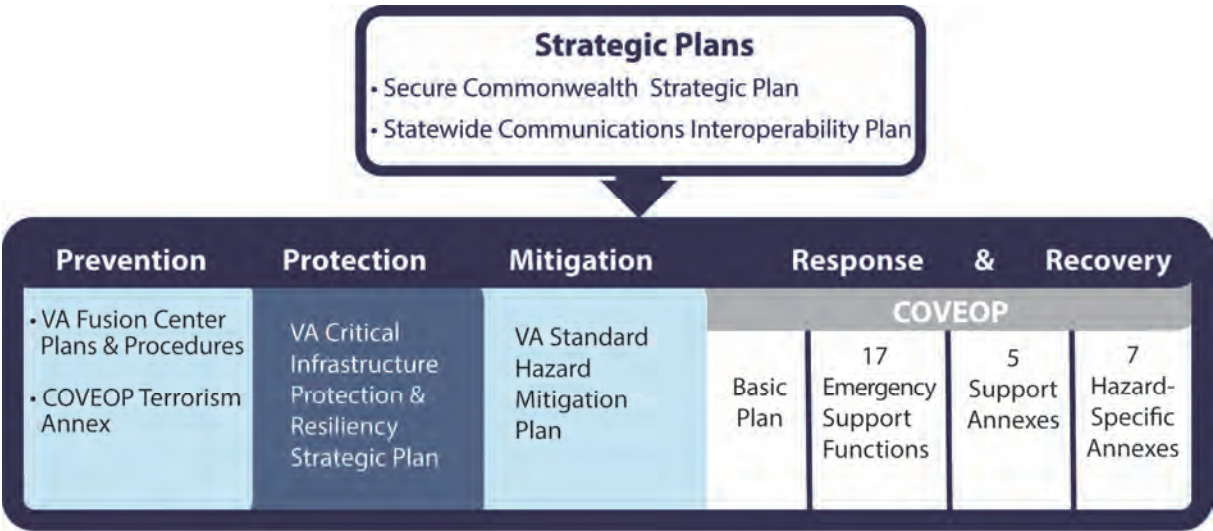 Strategic Plans
• Secure Commonwealth Strategic Plan
• Statewide Communications Interoperability Plan
Prevention
Protection
Mitigation
Response & Recovery
• VA Fusion Center
Plans & Procedures
• COVEOP Terrorism
Annex
VA Critical
Infrastructure
Protection &
Resiliency
Strategic Plan
VA Standard
Hazard
Mitigation
Plan
COVEOP
Basic
Plan
17
Emergency
Support
Functions
5
Support
Annexes
7
Hazard-
Specific
Annexes